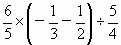 6/5 × (− 1/3 − 1/2) ÷ 5/4